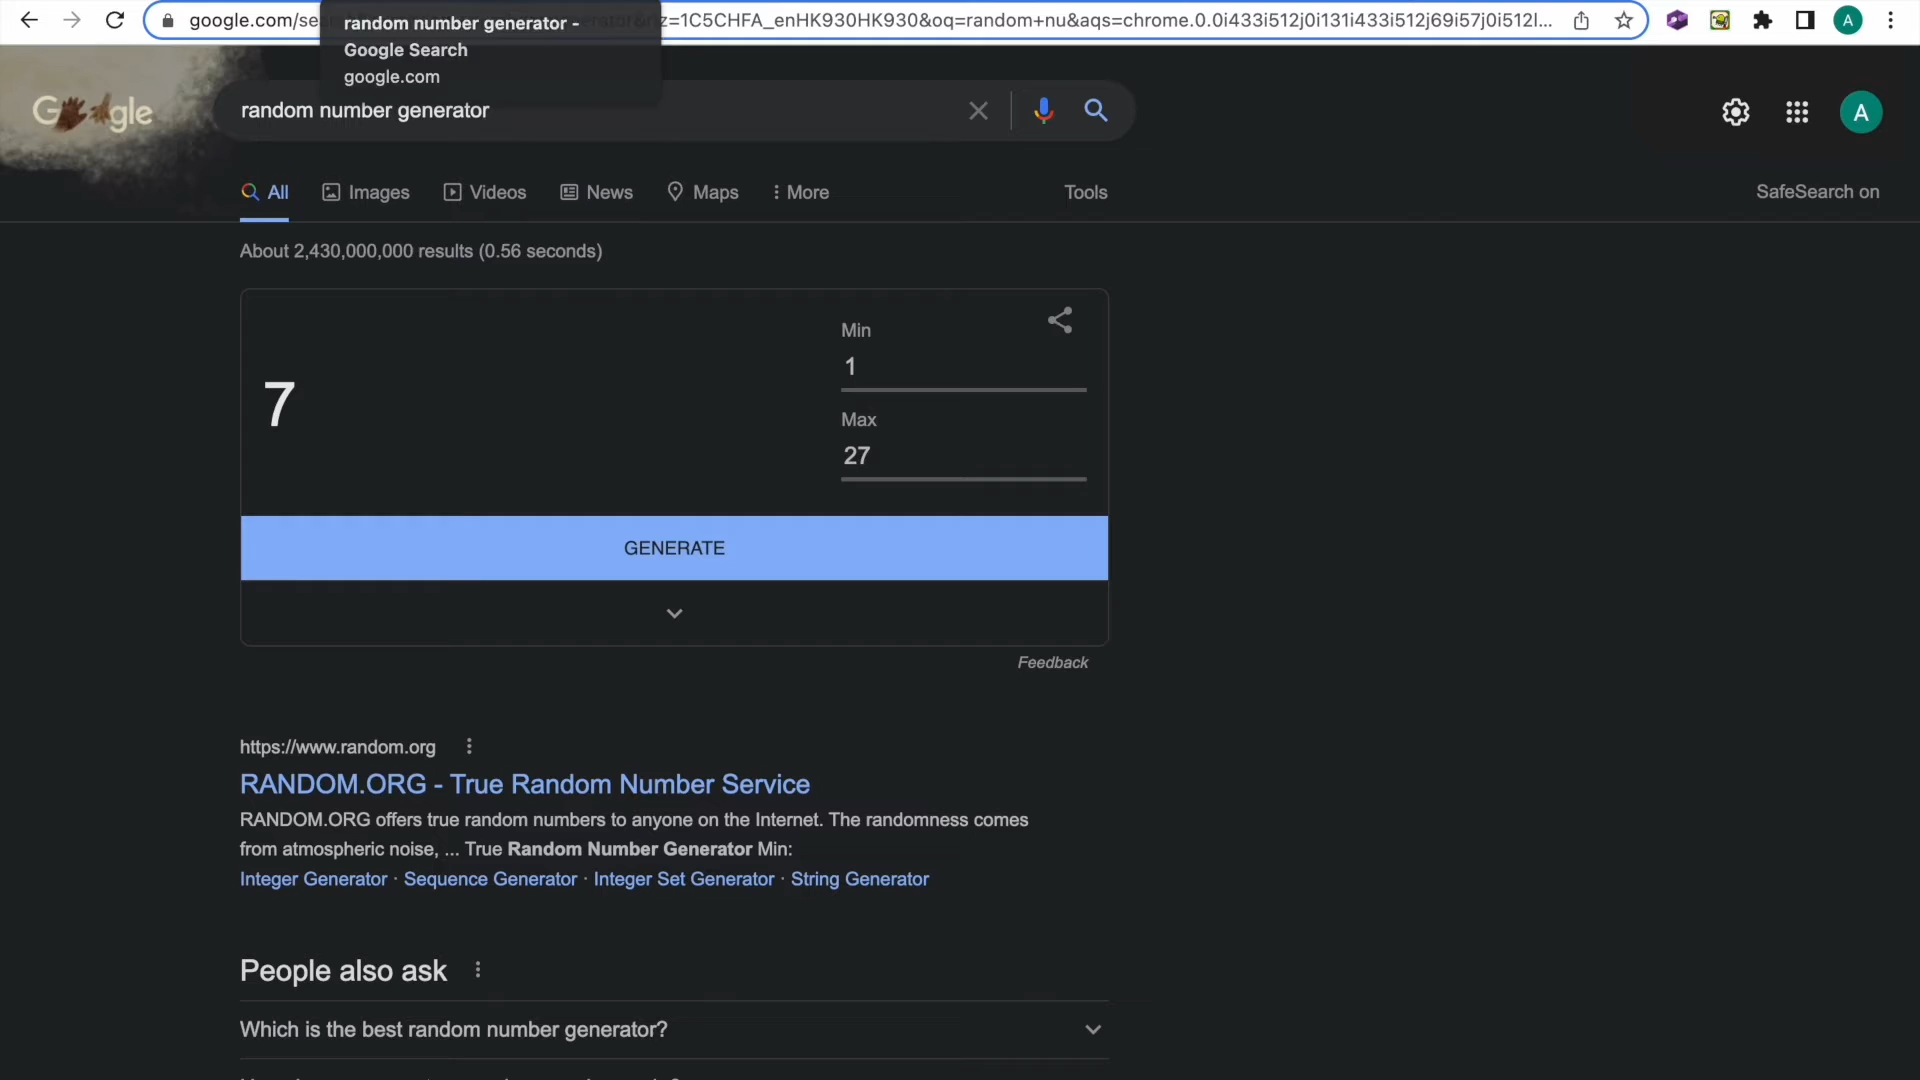 google.com/se
rator&rlz=1C5CHFA_enHK930HK930&oq=random+nu&aqs=chrome.0.0i433i512j0i131i433i512j69i57j0i512l...
A
random number generator -
Google Search
google.com
Google
random number generator
A
All
Images
Videos
News
Maps
More
Tools
SafeSearch on
About 2,430,000,000 results (0.56 seconds)
7
Min
1
Max
27
GENERATE
Feedback
https://www.random.org
RANDOM.ORG - True Random Number Service
RANDOM.ORG offers true random numbers to anyone on the Internet. The randomness comes
from atmospheric noise, ... True Random Number Generator Min:
Integer Generator · Sequence Generator · Integer Set Generator · String Generator
People also ask
Which is the best random number generator?